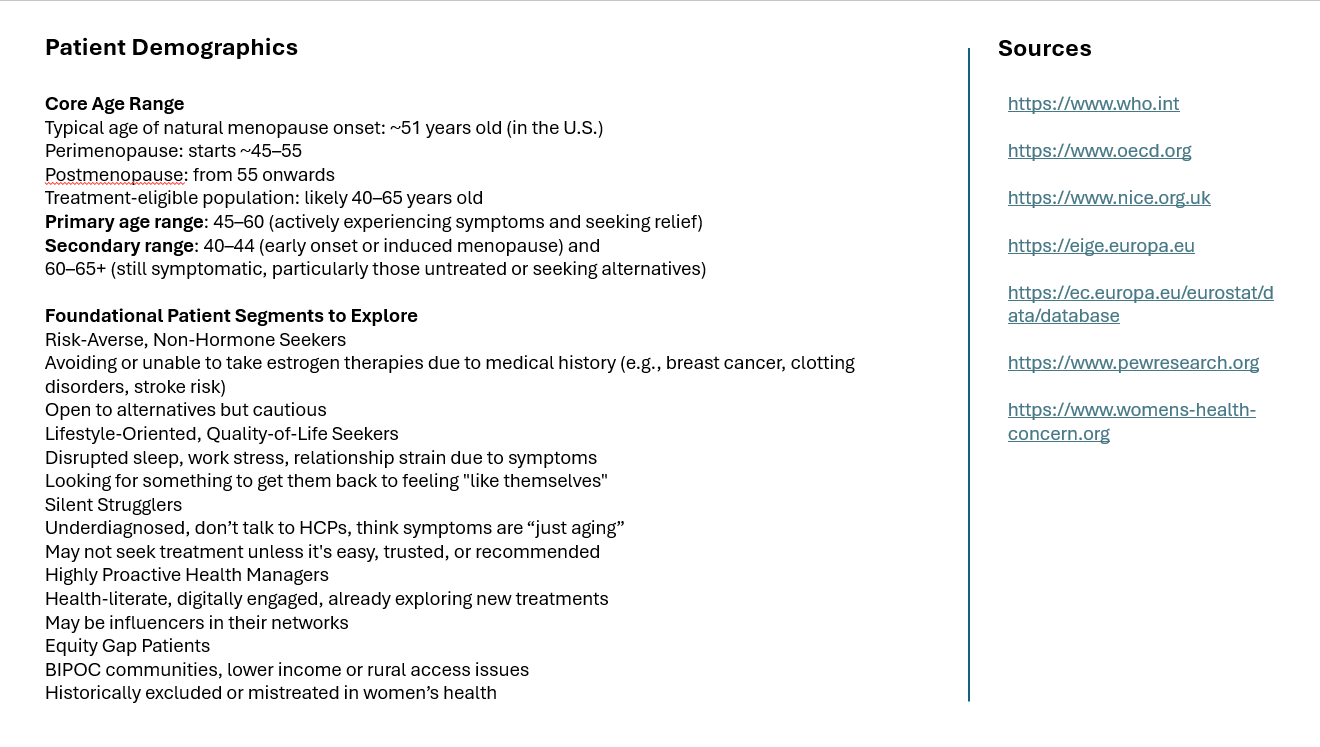 Patient Demographics
Core Age Range
Typical age of natural menopause onset: ~51 years old (in the U.S.)
Perimenopause: starts ~45–55
Postmenopause: from 55 onwards
Treatment-eligible population: likely 40–65 years old
Primary age range: 45–60 (actively experiencing symptoms and seeking relief)
Secondary range: 40–44 (early onset or induced menopause) and
60–65+ (still symptomatic, particularly those untreated or seeking alternatives)
Foundational Patient Segments to Explore
Risk-Averse, Non-Hormone Seekers
Avoiding or unable to take estrogen therapies due to medical history (e.g., breast cancer, clotting
disorders, stroke risk)
Open to alternatives but cautious
Lifestyle-Oriented, Quality-of-Life Seekers
Disrupted sleep, work stress, relationship strain due to symptoms
Looking for something to get them back to feeling "like themselves"
Silent Strugglers
Underdiagnosed, don’t talk to HCPs, think symptoms are “just aging”
May not seek treatment unless it's easy, trusted, or recommended
Highly Proactive Health Managers
Health-literate, digitally engaged, already exploring new treatments
May be influencers in their networks
Equity Gap Patients
BIPOC communities, lower income or rural access issues
Historically excluded or mistreated in women’s health
Sources
https://www.who.int
https://www.oecd.org
https://www.nice.org.uk
https://eige.europa.eu
https://ec.europa.eu/eurostat/d
ata/database
https://www.pewresearch.org
https://www.womens-health-
concern.org